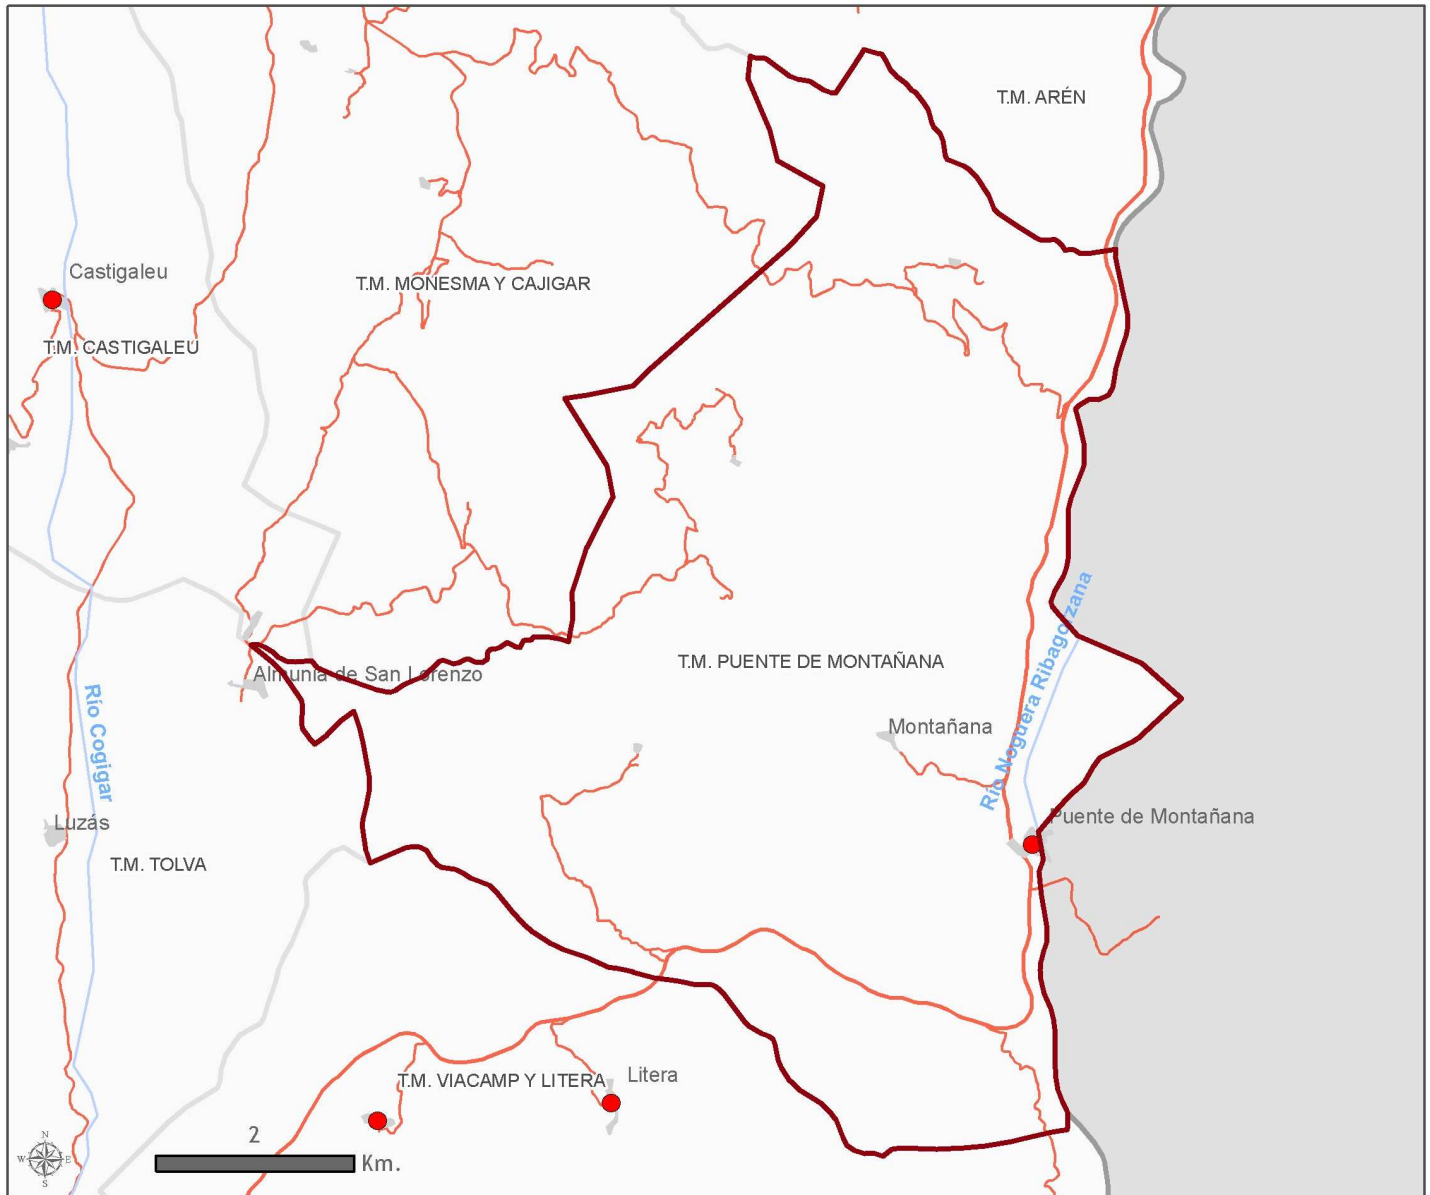 T.M. ARÉN
Castigaleu
T.M. MONESMA Y CAJIGAR
T.M. CASTIGALEU
Río Noguera Ribagorzana
T.M. PUENTE DE MONTAÑANA
Almunia de San Lorenzo
Río Cogigar
Montañana
Puente de Montañana
Luzás
T.M. TOLVA
Litera
T.M. VIACAMP Y LITERA
2
Km.
N
W
E
S